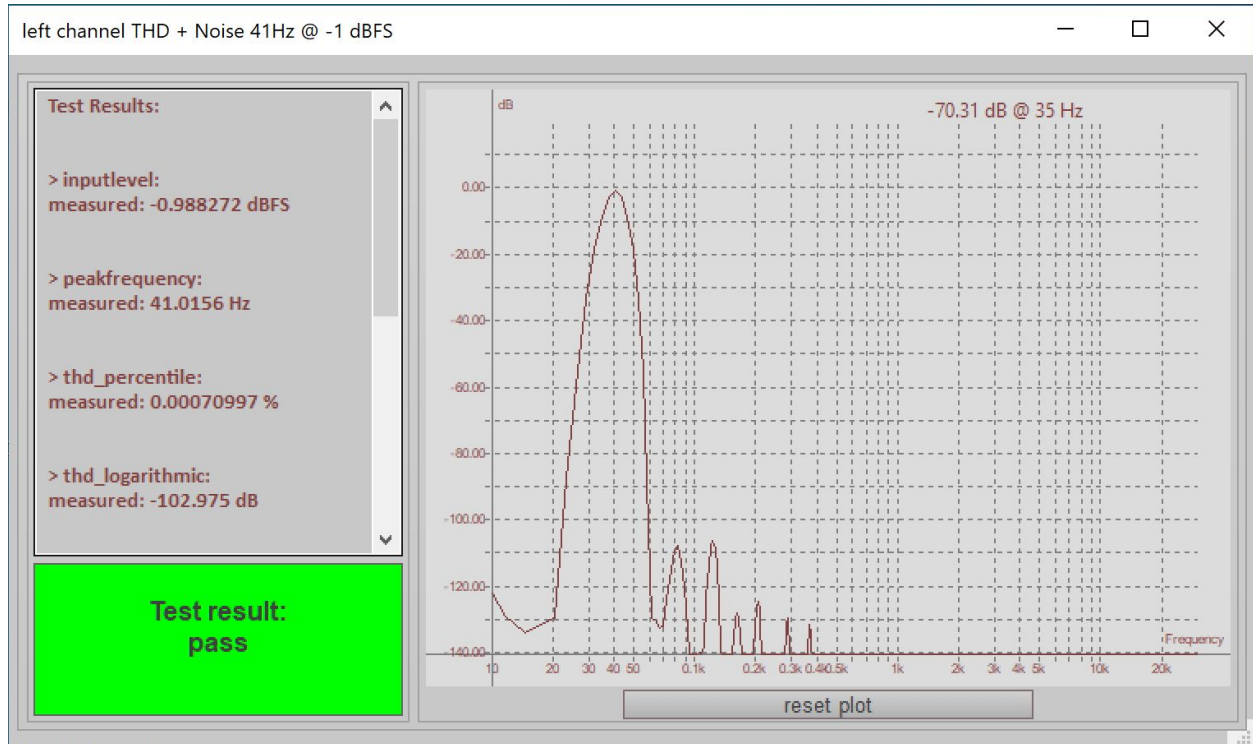 left channel THD + Noise 41Hz @ -1 dBFS
Test Results:
> inputlevel:
measured: -0.988272 dBFS
> peakfrequency:
measured: 41.0156 Hz
> thd_percentile:
measured: 0.00070997 %
> thd_logarithmic:
measured: -102.975 dB
Test result:
pass
dB
-70.31 dB @ 35 Hz
0.00
-20.00
-40.00
-60.00
-80.00
-100.00
-120.00
-140.00
Frequency
10 20 30 40 50 0.1k 0.2k 0.3k 0.4k 0.5k 1k 2k 3k 4k 5k 10k 20k
reset plot